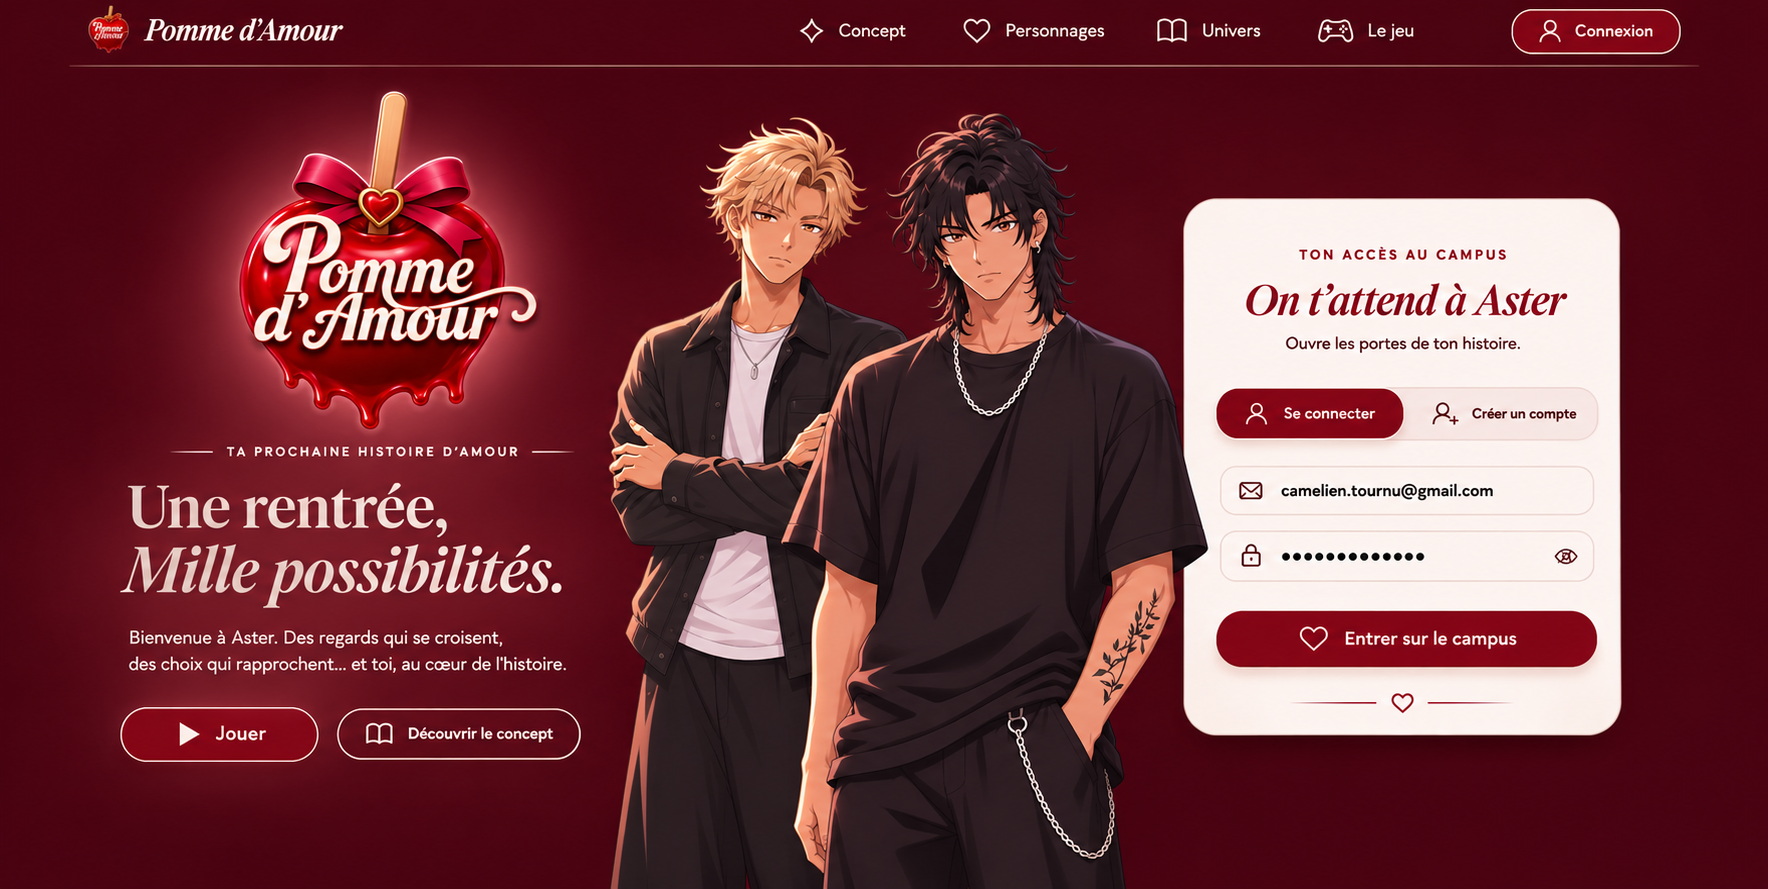 Pomme d'Amour
Pomme d'Amour
Concept
Personnages
Univers
Le jeu
Connexion
Pomme
d'Amour
TA PROCHAINE HISTOIRE D'AMOUR
Une rentrée,
Mille possibilités.
Bienvenue à Aster. Des regards qui se croisent,
des choix qui rapprochent... et toi, au cœur de l'histoire.
Jouer
Découvrir le concept
TON ACCÈS AU CAMPUS
On t'attend à Aster
Ouvre les portes de ton histoire.
Se connecter
Créer un compte
camelien.tournu@gmail.com
Entrer sur le campus